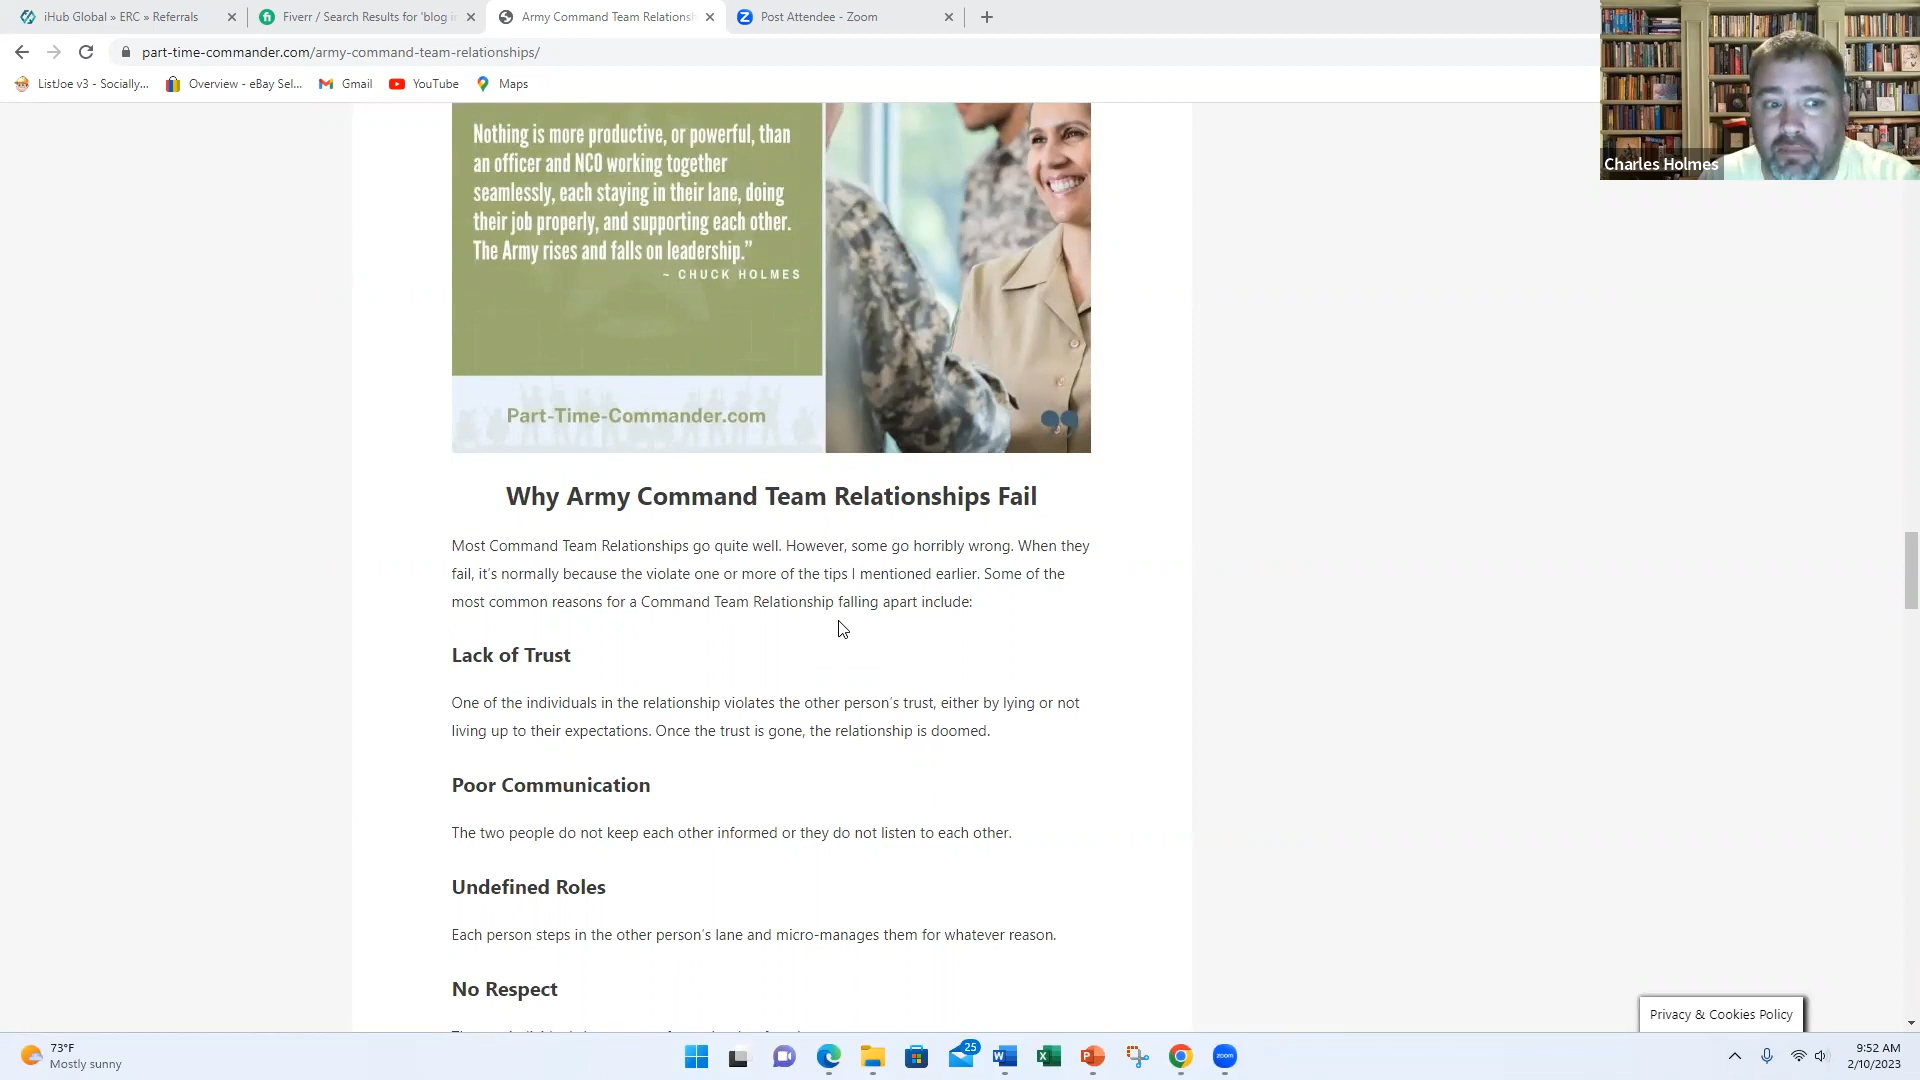 iHub Global » ERC » Referrals
Fiverr / Search Results for 'blog in
Army Command Team Relationsh
Post Attendee - Zoom
part-time-commander.com/army-command-team-relationships/
ListJoe v3 - Socially...
Overview - eBay Sel...
Gmail
YouTube
Maps
Charles Holmes
Nothing is more productive, or powerful, than
an officer and NCO working together
seamlessly, each staying in their lane, doing
their job properly, and supporting each other.
The Army rises and falls on leadership."
~ CHUCK HOLMES
Part-Time-Commander.com
Why Army Command Team Relationships Fail
Most Command Team Relationships go quite well. However, some go horribly wrong. When they
fail, it's normally because the violate one or more of the tips I mentioned earlier. Some of the
most common reasons for a Command Team Relationship falling apart include:
Lack of Trust
One of the individuals in the relationship violates the other person's trust, either by lying or not
living up to their expectations. Once the trust is gone, the relationship is doomed.
Poor Communication
The two people do not keep each other informed or they do not listen to each other.
Undefined Roles
Each person steps in the other person's lane and micro-manages them for whatever reason.
No Respect
Privacy & Cookies Policy
73°F
Mostly sunny
25
zoom
9:52 AM
2/10/2023